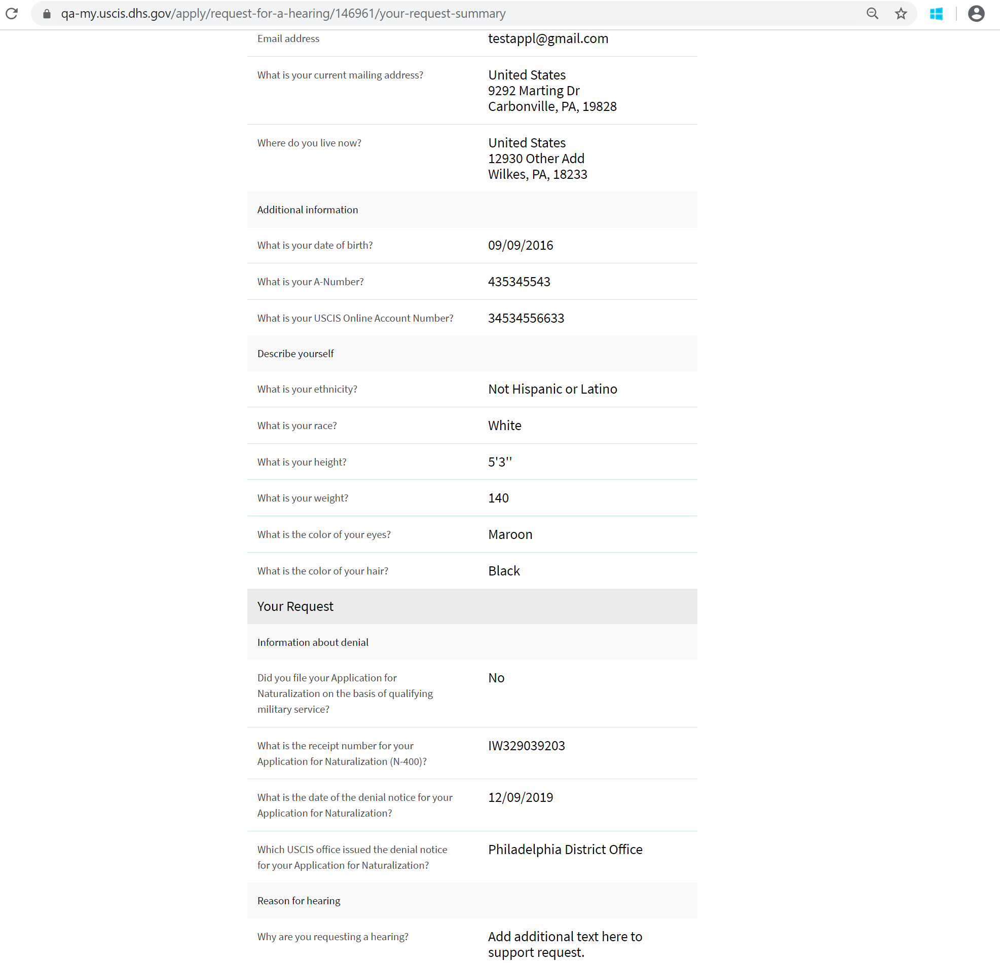 qa-my.uscis.dhs.gov/apply/request-for-a-hearing/146961/your-request-summary
Email address testappl@gmail.com
What is your current mailing address? United States
9292 Marting Dr
Carbonville, PA, 19828
Where do you live now? United States
12930 Other Add
Wilkes, PA, 18233
Additional information
What is your date of birth? 09/09/2016
What is your A-Number? 435345543
What is your USCIS Online Account Number? 34534556633
Describe yourself
What is your ethnicity? Not Hispanic or Latino
What is your race? White
What is your height? 5'3''
What is your weight? 140
What is the color of your eyes? Maroon
What is the color of your hair? Black
Your Request
Information about denial
Did you file your Application for No
Naturalization on the basis of qualifying
military service?
What is the receipt number for your IW329039203
Application for Naturalization (N-400)?
What is the date of the denial notice for your 12/09/2019
Application for Naturalization?
Which USCIS office issued the denial notice Philadelphia District Office
for your Application for Naturalization?
Reason for hearing
Why are you requesting a hearing? Add additional text here to
support request.